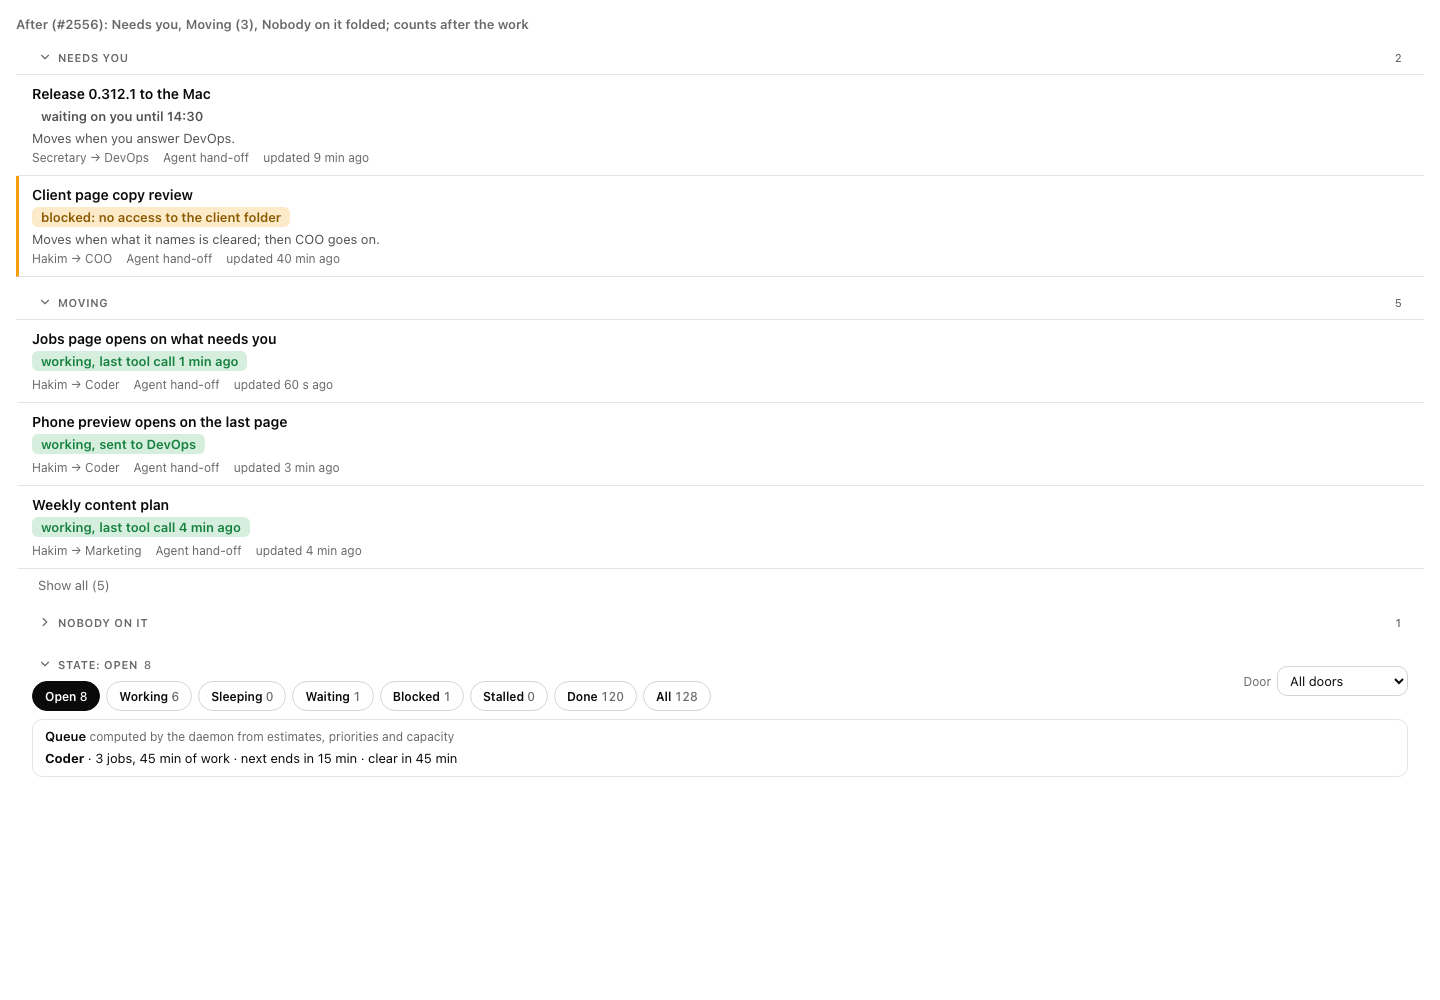 After (#2556): Needs you, Moving (3), Nobody on it folded; counts after the work
NEEDS YOU 2
Release 0.312.1 to the Mac
waiting on you until 14:30
Moves when you answer DevOps.
Secretary → DevOps Agent hand-off updated 9 min ago
Client page copy review
blocked: no access to the client folder
Moves when what it names is cleared; then COO goes on.
Hakim → COO Agent hand-off updated 40 min ago
MOVING 5
Jobs page opens on what needs you
working, last tool call 1 min ago
Hakim → Coder Agent hand-off updated 60 s ago
Phone preview opens on the last page
working, sent to DevOps
Hakim → Coder Agent hand-off updated 3 min ago
Weekly content plan
working, last tool call 4 min ago
Hakim → Marketing Agent hand-off updated 4 min ago
Show all (5)
NOBODY ON IT 1
STATE: OPEN 8
Door All doors
Open 8 Working 6 Sleeping 0 Waiting 1 Blocked 1 Stalled 0 Done 120 All 128
Queue computed by the daemon from estimates, priorities and capacity
Coder · 3 jobs, 45 min of work · next ends in 15 min · clear in 45 min